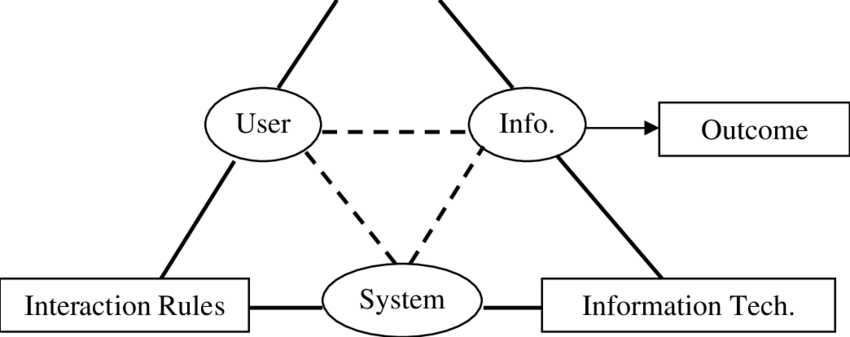 User
Info.
Outcome
System
Interaction Rules
Information Tech.